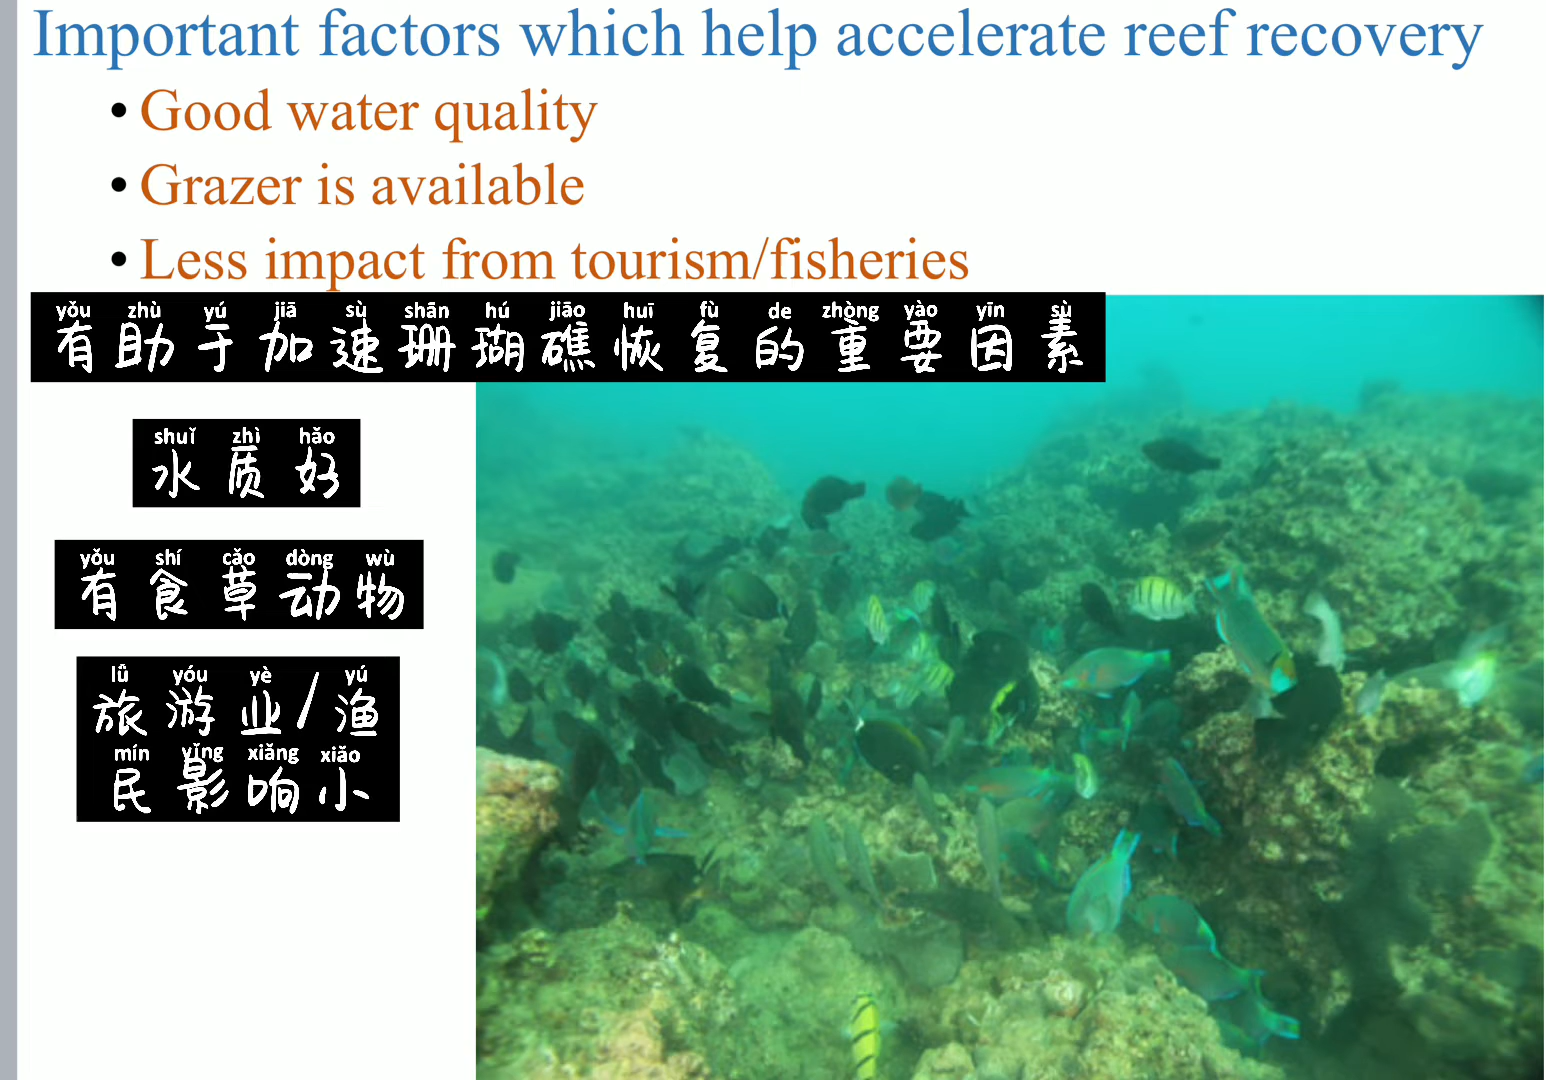 Important factors which help accelerate reef recovery
• Good water quality
• Grazer is available
• Less impact from tourism/fisheries
yǒu zhù yú jiā sù shān hú jiāo huī fù de zhòng yào yīn sù
有助于加速珊瑚礁恢复的重要因素
shuǐ zhì hǎo
水质好
yǒu shí cǎo dòng wù
有食草动物
lǚ yóu yè yú
旅游业/渔
mín yǐng xiǎng xiǎo
民影响小